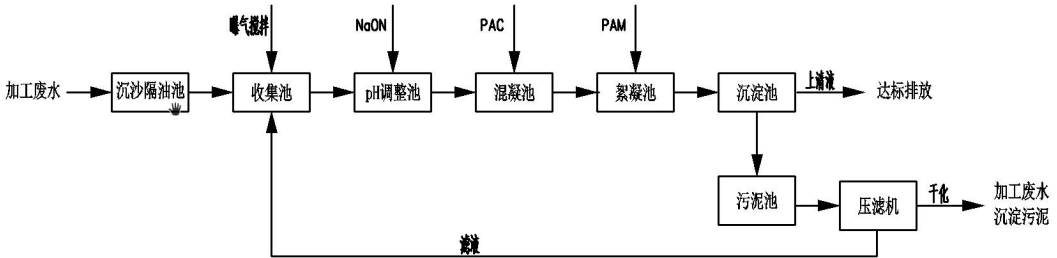 曝气搅拌
NaON
PAC
PAM
加工废水
沉沙隔油池
收集池
pH调整池
混凝池
絮凝池
沉淀池
上清液
达标排放
污泥池
压滤机
干化
加工废水
沉淀污泥
滤液